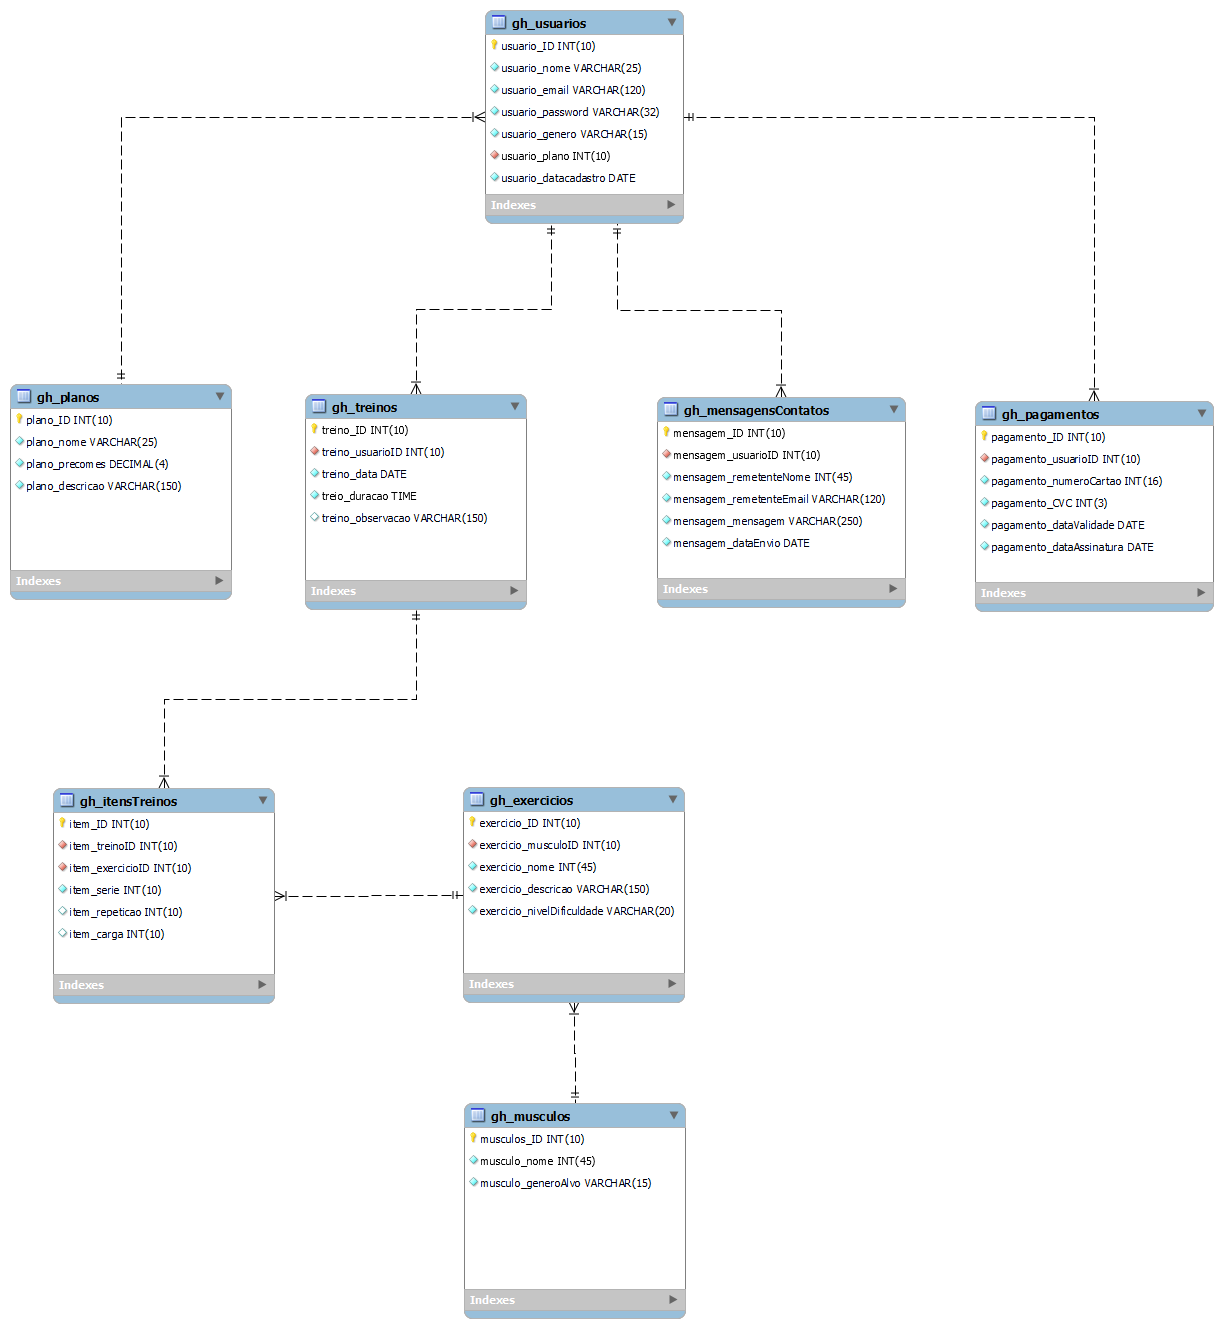 gh_usuarios
usuario_ID INT(10)
usuario_nome VARCHAR(25)
usuario_email VARCHAR(120)
usuario_password VARCHAR(32)
usuario_genero VARCHAR(15)
usuario_plano INT(10)
usuario_datacadastro DATE
Indexes
gh_planos
plano_ID INT(10)
plano_nome VARCHAR(25)
plano_precomes DECIMAL(4)
plano_descricao VARCHAR(150)
Indexes
gh_treinos
treino_ID INT(10)
treino_usuarioID INT(10)
treino_data DATE
treio_duracao TIME
treino_observacao VARCHAR(150)
Indexes
gh_mensagensContatos
mensagem_ID INT(10)
mensagem_usuarioID INT(10)
mensagem_remetenteNome INT(45)
mensagem_remetenteEmail VARCHAR(120)
mensagem_mensagem VARCHAR(250)
mensagem_dataEnvio DATE
Indexes
gh_pagamentos
pagamento_ID INT(10)
pagamento_usuarioID INT(10)
pagamento_numeroCartao INT(16)
pagamento_CVC INT(3)
pagamento_dataValidade DATE
pagamento_dataAssinatura DATE
Indexes
gh_itensTreinos
item_ID INT(10)
item_treinoID INT(10)
item_exercicioID INT(10)
item_serie INT(10)
item_repeticao INT(10)
item_carga INT(10)
Indexes
gh_exercicios
exercicio_ID INT(10)
exercicio_musculoID INT(10)
exercicio_nome INT(45)
exercicio_descricao VARCHAR(150)
exercicio_nivelDificuldade VARCHAR(20)
Indexes
gh_musculos
musculos_ID INT(10)
musculo_nome INT(45)
musculo_generoAlvo VARCHAR(15)
Indexes